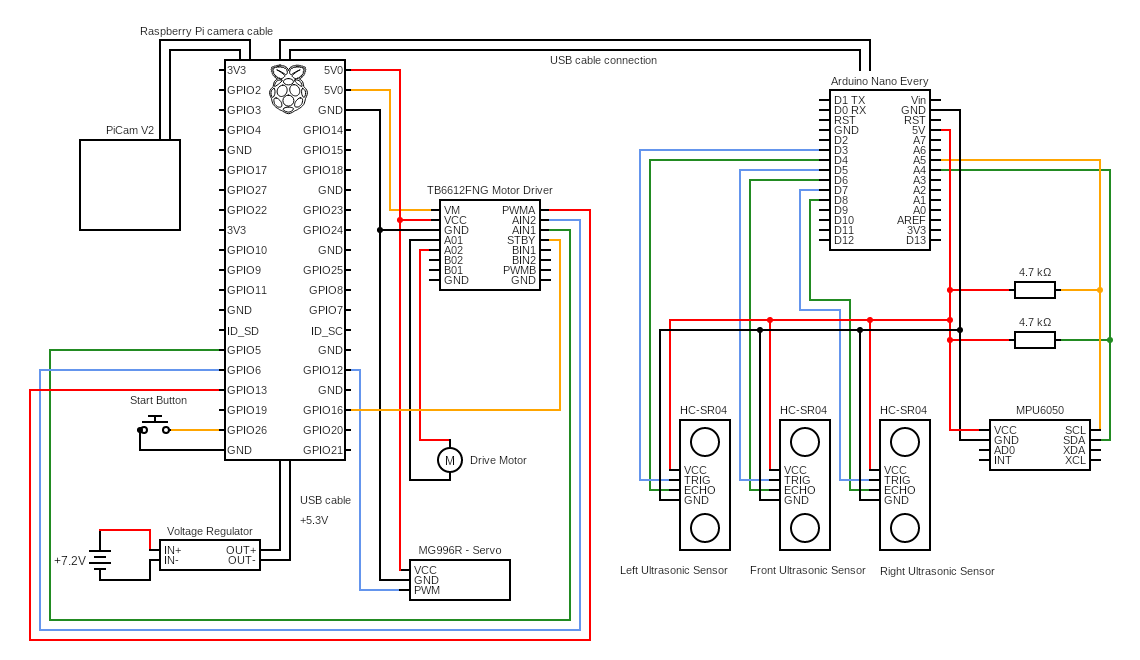 Raspberry Pi camera cable
USB cable connection
PiCam V2
3V3 5V0
GPIO2 5V0
GPIO3 GND
GPIO4 GPIO14
GND GPIO15
GPIO17 GPIO18
GPIO27 GND
GPIO22 GPIO23
3V3 GPIO24
GPIO10 GND
GPIO9 GPIO25
GPIO11 GPIO8
GND GPIO7
ID_SD ID_SC
GPIO5 GND
GPIO6 GPIO12
GPIO13 GND
GPIO19 GPIO16
GPIO26 GPIO20
GND GPIO21
Start Button
TB6612FNG Motor Driver
VM PWMA
VCC AIN2
GND AIN1
A01 STBY
A02 BIN1
B02 BIN2
B01 PWMB
GND GND
M
Drive Motor
USB cable
+5.3V
Voltage Regulator
+7.2V
IN+ OUT+
IN- OUT-
MG996R - Servo
VCC
GND
PWM
Arduino Nano Every
D1 TX Vin
D0 RX GND
RST RST
GND 5V
D2 A7
D3 A6
D4 A5
D5 A4
D6 A3
D7 A2
D8 A1
D9 A0
D10 AREF
D11 3V3
D12 D13
4.7 kΩ
4.7 kΩ
HC-SR04
VCC
TRIG
ECHO
GND
Left Ultrasonic Sensor
HC-SR04
VCC
TRIG
ECHO
GND
Front Ultrasonic Sensor
HC-SR04
VCC
TRIG
ECHO
GND
Right Ultrasonic Sensor
MPU6050
VCC SCL
GND SDA
AD0 XDA
INT XCL